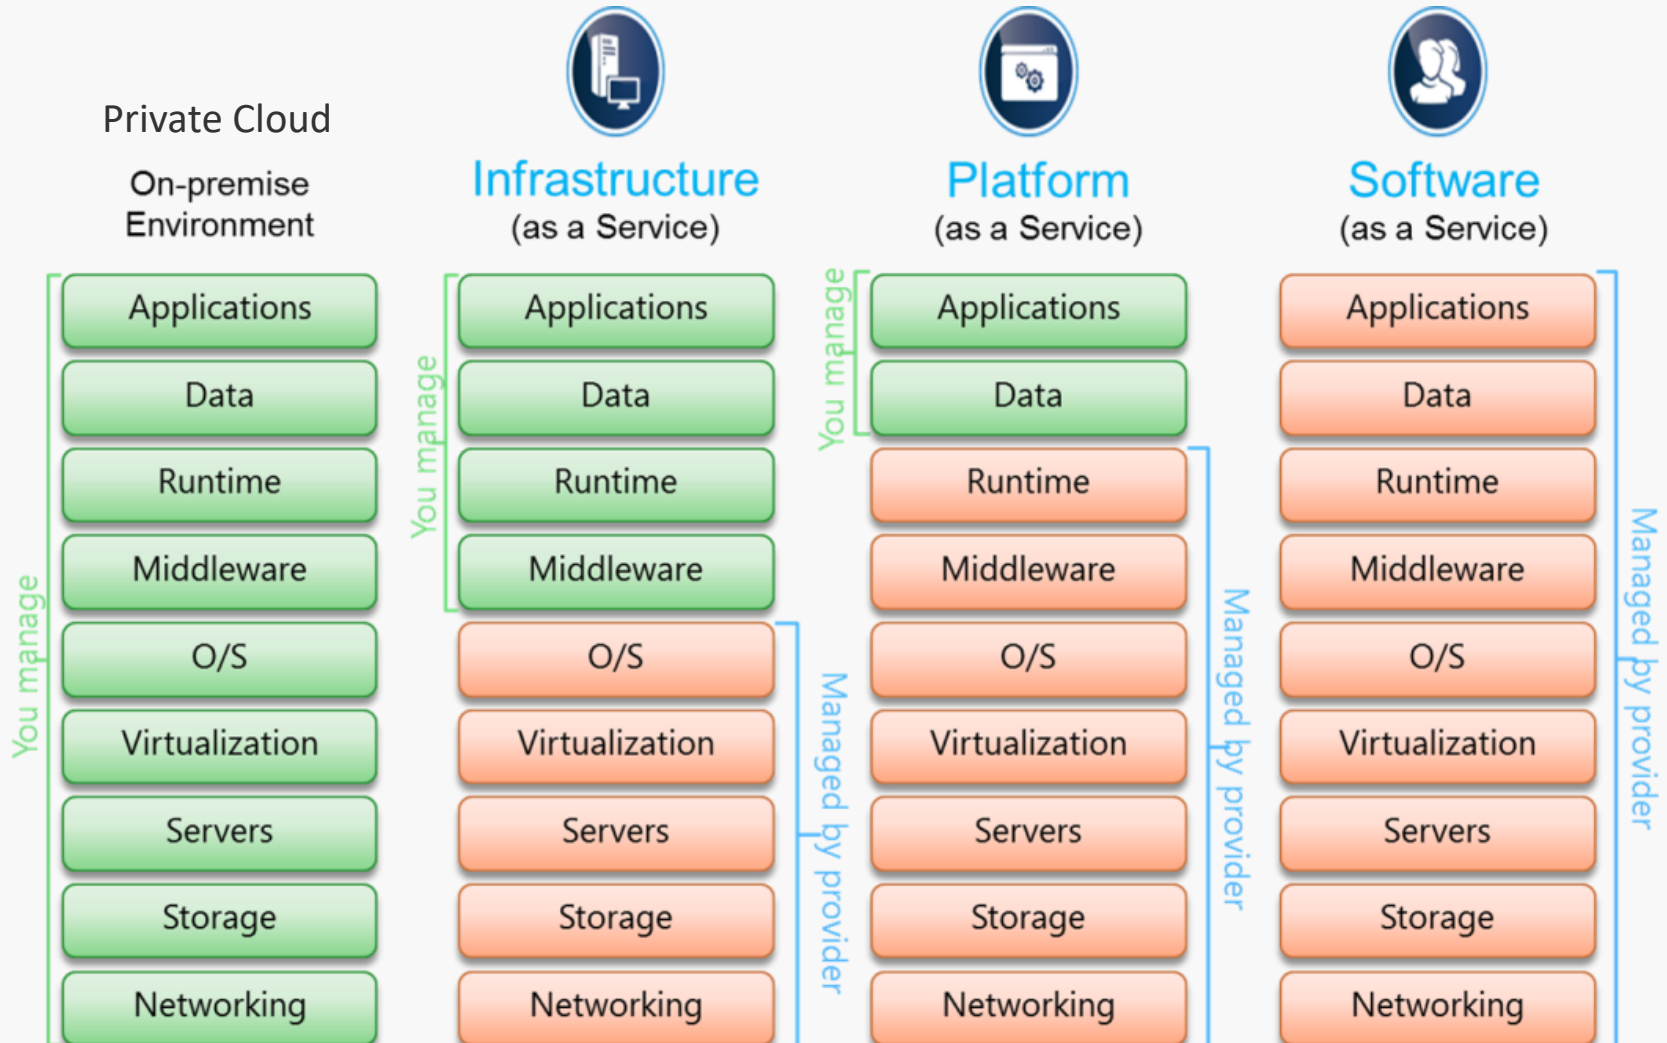 Private Cloud
On-premise
Environment
You manage
Applications
Data
Runtime
Middleware
O/S
Virtualization
Servers
Storage
Networking
Infrastructure
(as a Service)
You manage
Applications
Data
Runtime
Middleware
O/S
Virtualization
Servers
Storage
Networking
Managed by provider
Platform
(as a Service)
You manage
Applications
Data
Runtime
Middleware
O/S
Virtualization
Servers
Storage
Networking
Managed by provider
Software
(as a Service)
Applications
Data
Runtime
Middleware
O/S
Virtualization
Servers
Storage
Networking
Managed by provider